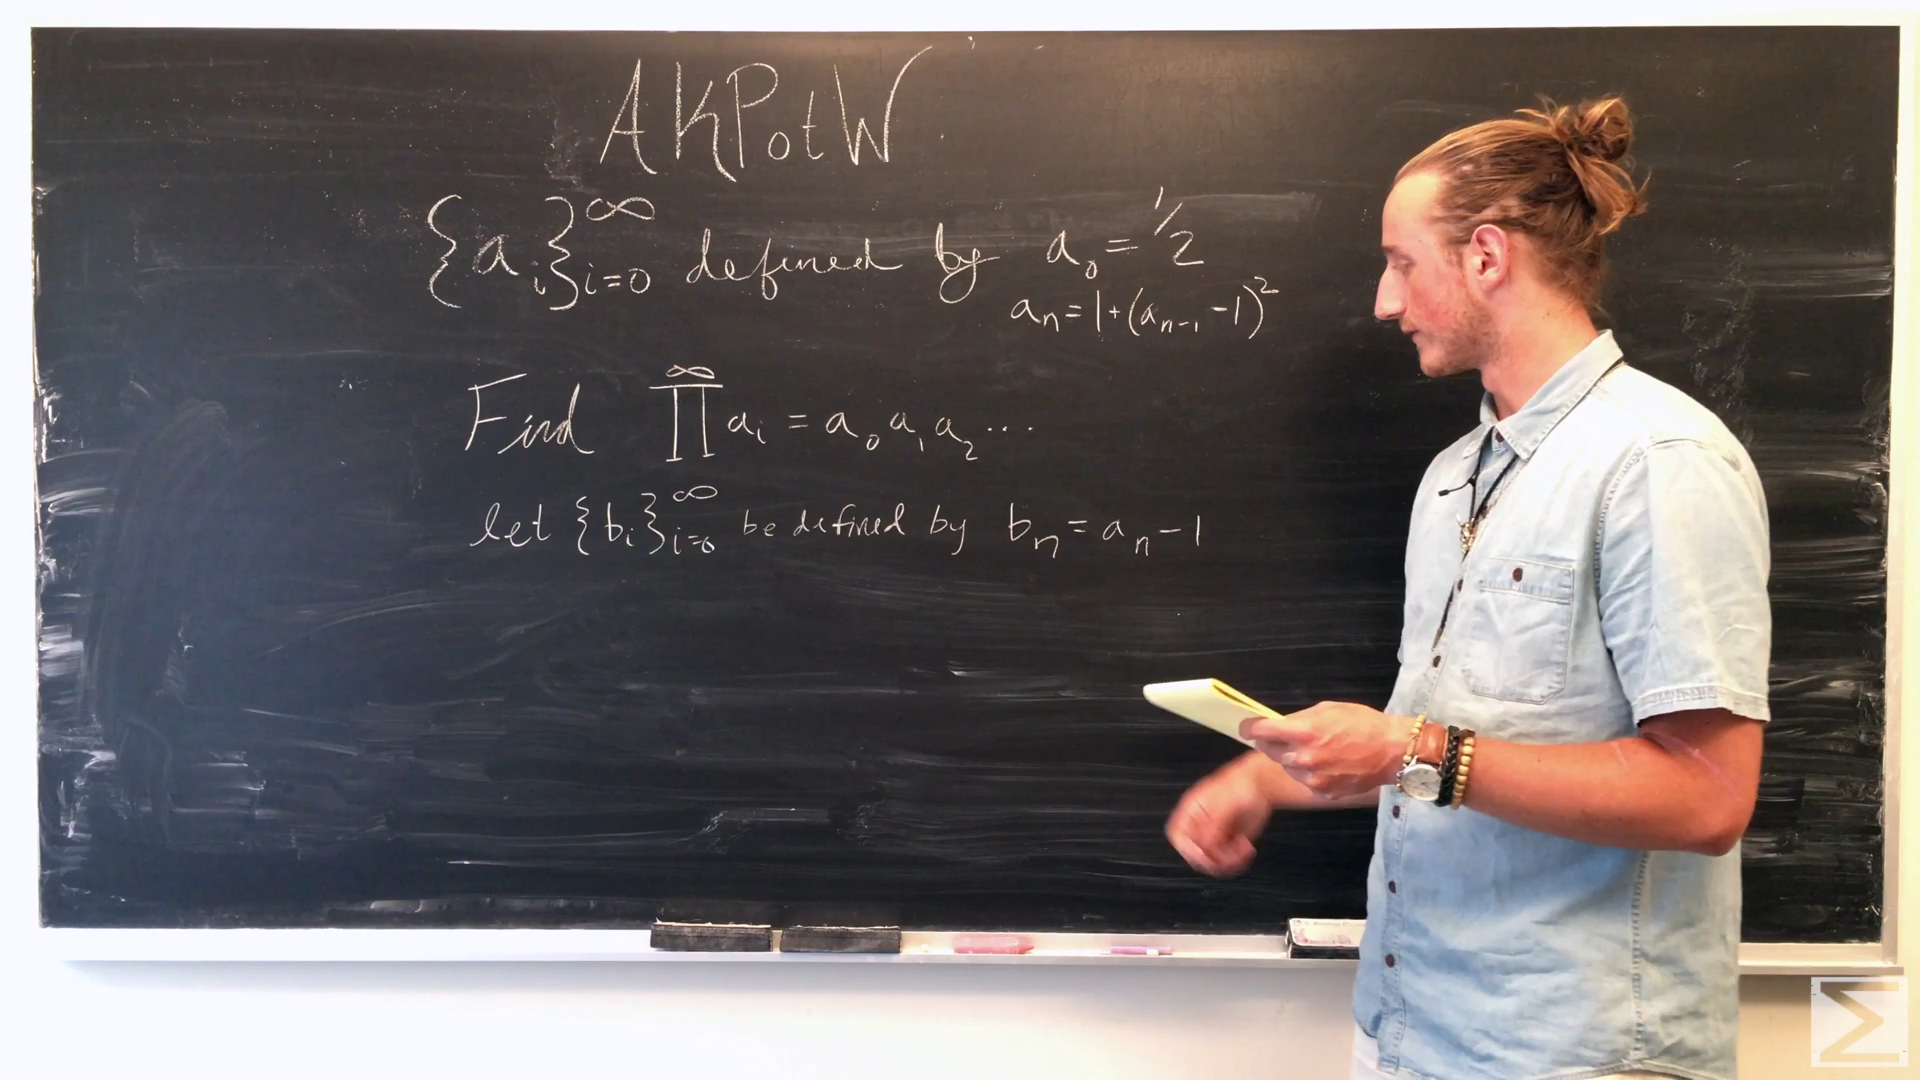 AKPotW
{a_i}_{i=0}^∞ defined by a_0 = 1/2
a_n = 1 + (a_{n-1} - 1)^2
Find ∏^∞ a_i = a_0 a_1 a_2 ...
let {b_i}_{i=0}^∞ be defined by b_n = a_n - 1
Σ